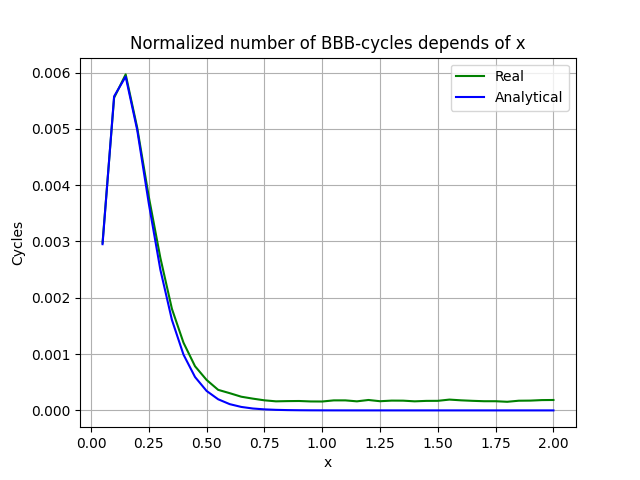 Normalized number of BBB-cycles depends of x
Real
Analytical
0.006
0.005
0.004
0.003
0.002
0.001
0.000
Cycles
0.00 0.25 0.50 0.75 1.00 1.25 1.50 1.75 2.00
x